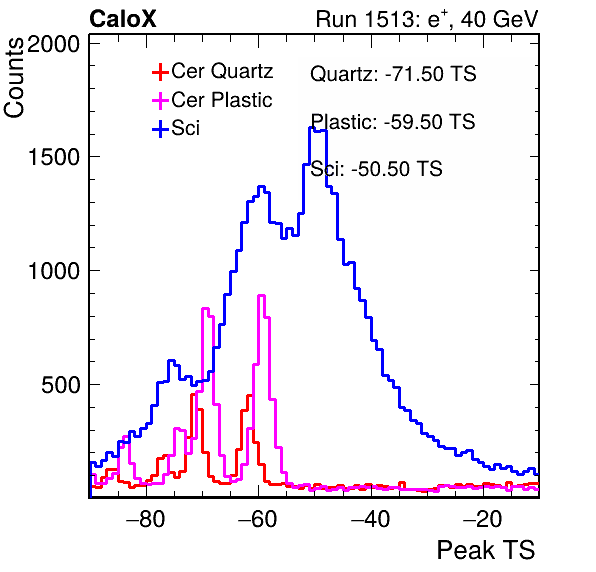 CaloX
Run 1513: e+, 40 GeV
Counts
2000
1500
1000
500
Cer Quartz
Cer Plastic
Sci
Quartz: -71.50 TS
Plastic: -59.50 TS
Sci: -50.50 TS
−80
−60
−40
−20
Peak TS